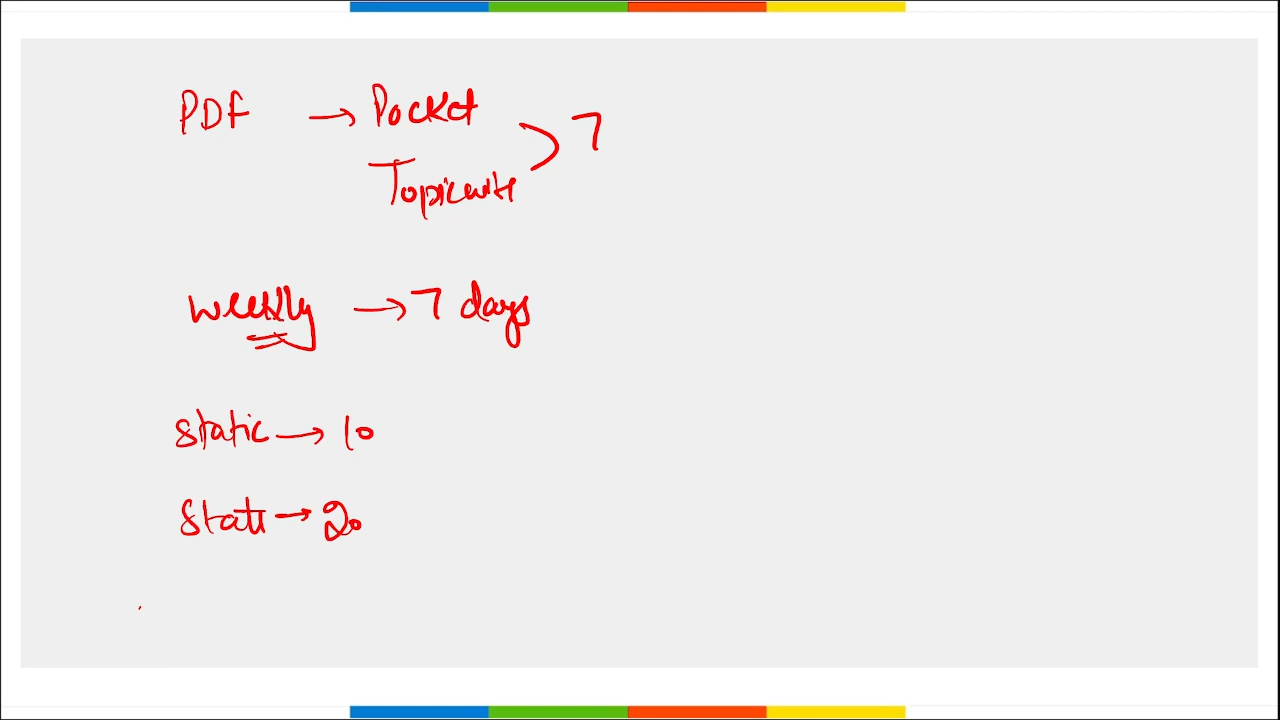 PDF → Pocket
Topicwise 7
Weekly → 7 days
Static → 10
State → 20